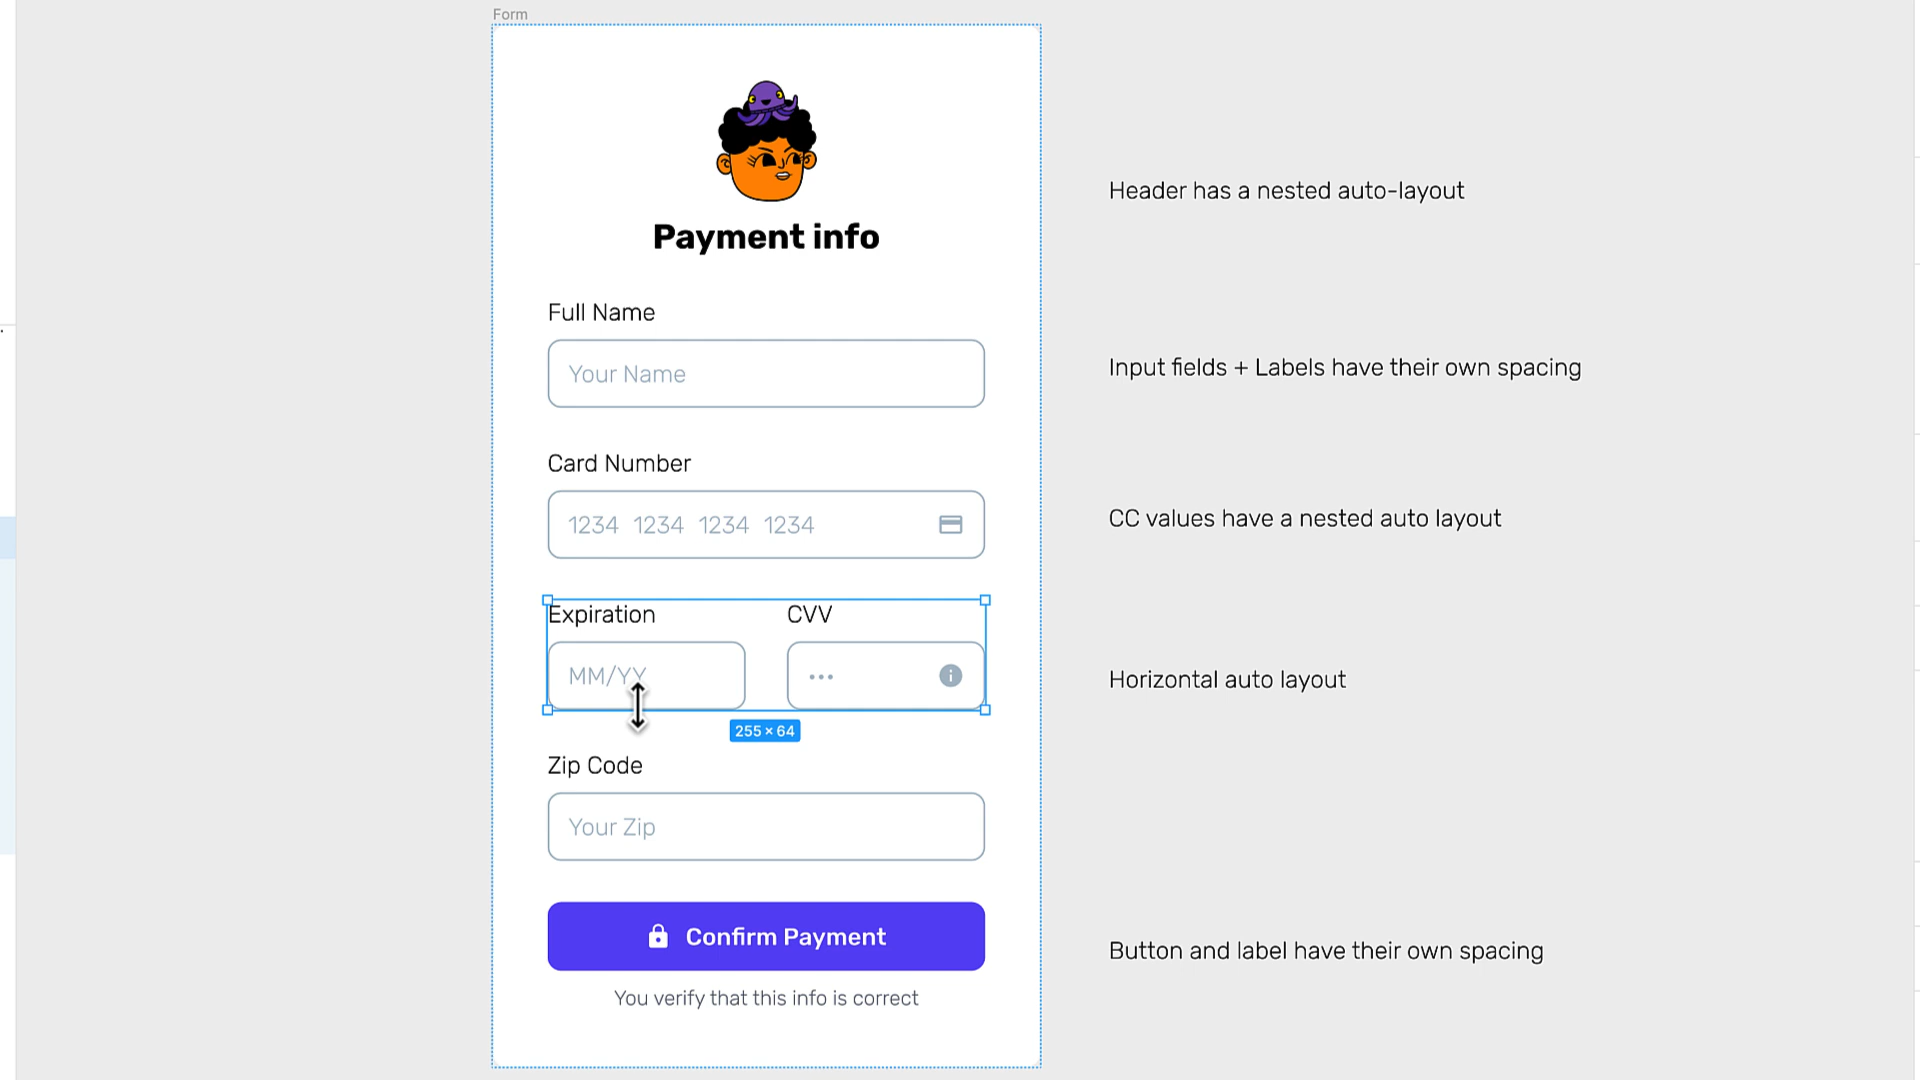 Form
Payment info
Header has a nested auto-layout
Full Name
Your Name
Input fields + Labels have their own spacing
Card Number
1234 1234 1234 1234
CC values have a nested auto layout
Expiration
CVV
MM/YY
•••
Horizontal auto layout
255 × 64
Zip Code
Your Zip
Confirm Payment
Button and label have their own spacing
You verify that this info is correct